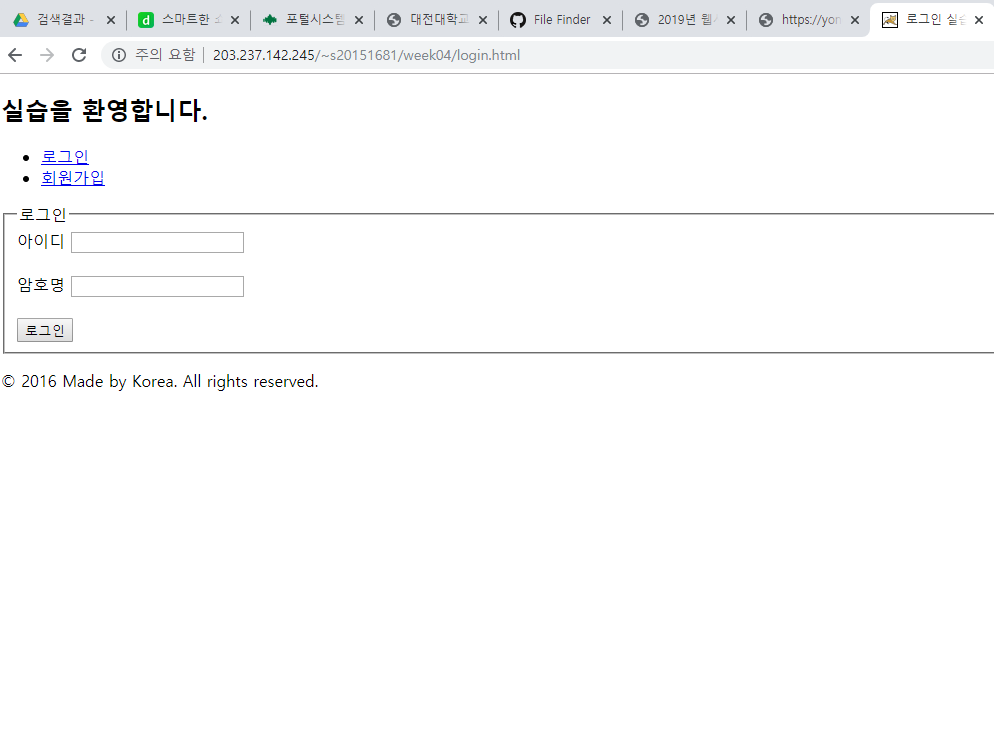 검색결과 -
스마트한
포털시스템
대전대학교
File Finder
2019년 웹
https://yon
로그인 실습
주의 요함 203.237.142.245/~s20151681/week04/login.html
실습을 환영합니다.
로그인
회원가입
로그인
아이디
암호명
로그인
© 2016 Made by Korea. All rights reserved.